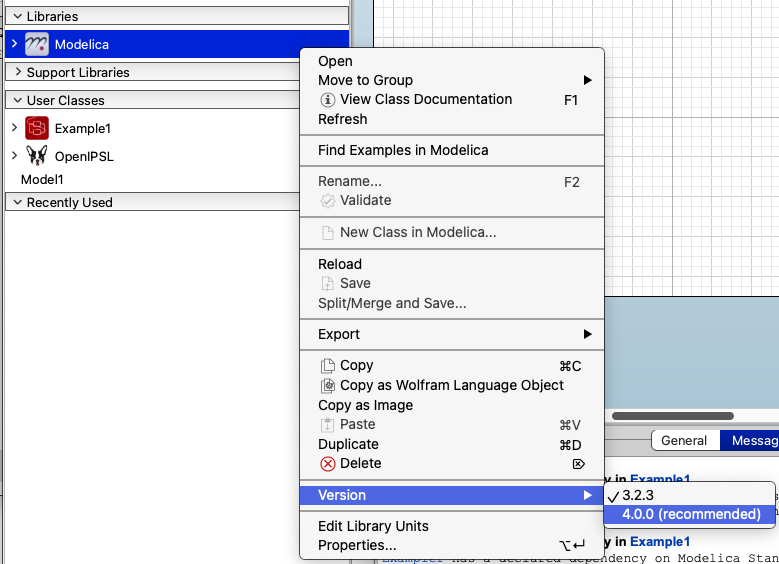 Libraries
Modelica
Support Libraries
User Classes
Example1
OpenIPSL
Model1
Recently Used
Open
Move to Group
View Class Documentation F1
Refresh
Find Examples in Modelica
Rename... F2
Validate
New Class in Modelica...
Reload
Save
Split/Merge and Save...
Export
Copy ⌘C
Copy as Wolfram Language Object
Copy as Image
Paste ⌘V
Duplicate ⌘D
Delete ⌦
Version
Edit Library Units
Properties... ⌥↩
✓ 3.2.3
4.0.0 (recommended)
General
in Example1
in Example1
has a declared dependency on Modelica